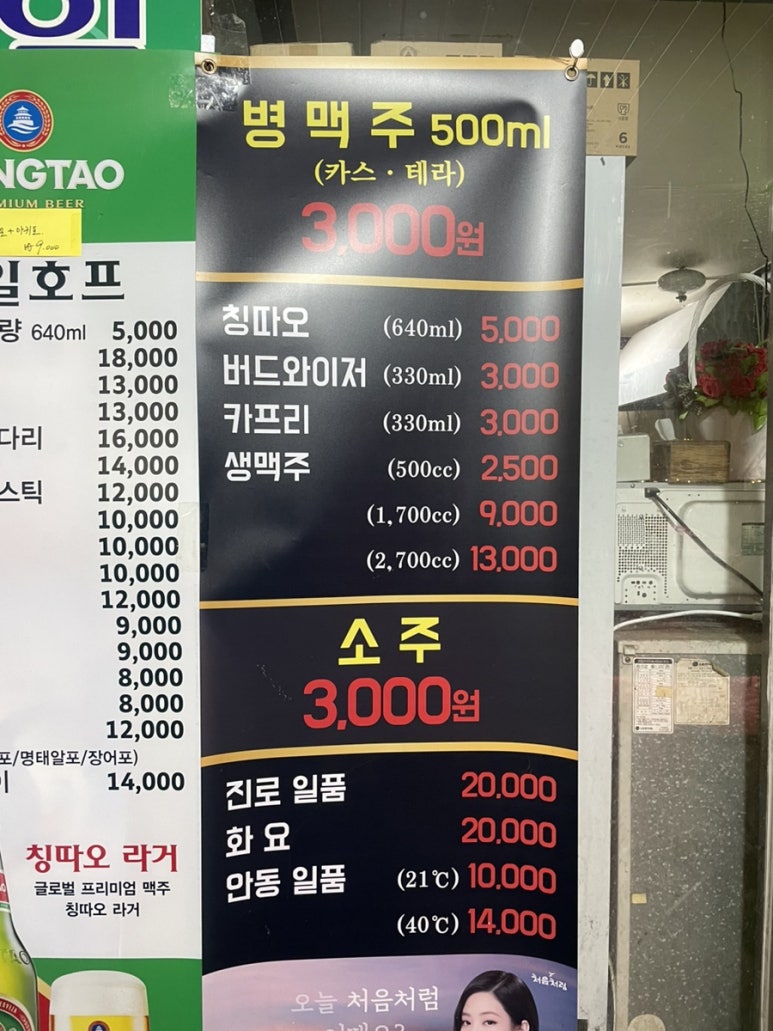 NGTAO
MIUM BEER
9,000
일호프
량 640ml 5,000
18,000
13,000
13,000
다리 16,000
14,000
스틱 12,000
10,000
10,000
10,000
12,000
9,000
9,000
8,000
8,000
12,000
포/명태알포/장어포)
이 14,000
칭따오 라거
글로벌 프리미엄 맥주
칭따오 라거
병맥주 500ml
(카스 · 테라)
3,000원
칭따오 (640ml) 5,000
버드와이저 (330ml) 3,000
카프리 (330ml) 3,000
생맥주 (500cc) 2,500
(1,700cc) 9,000
(2,700cc) 13,000
소주
3,000원
진로 일품 20,000
화요 20,000
안동 일품 (21℃) 10,000
(40℃) 14,000
처음처럼
오늘 처음처럼
6